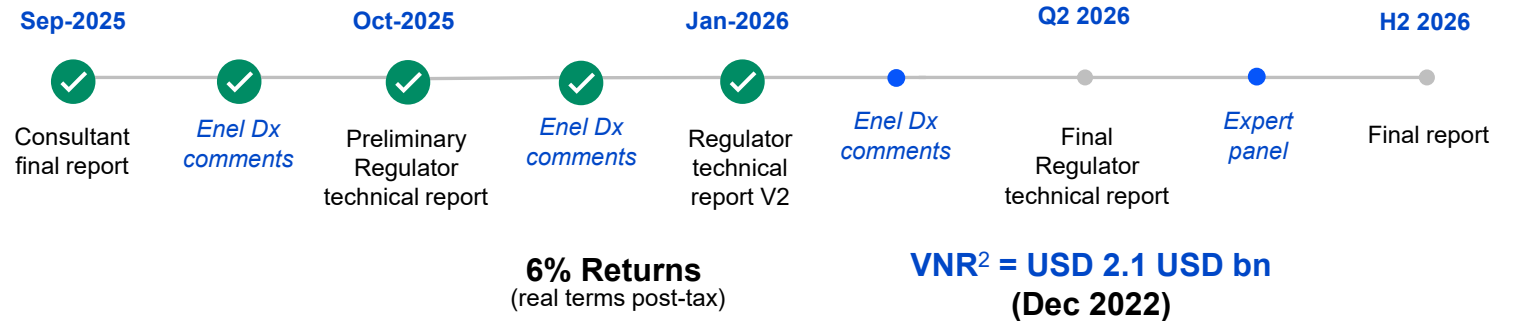 Sep-2025
Oct-2025
Jan-2026
Q2 2026
H2 2026
Consultant
final report
Enel Dx
comments
Preliminary
Regulator
technical report
Enel Dx
comments
Regulator
technical
report V2
Enel Dx
comments
Final
Regulator
technical report
Expert
panel
Final report
6% Returns
(real terms post-tax)
VNR² = USD 2.1 USD bn
(Dec 2022)